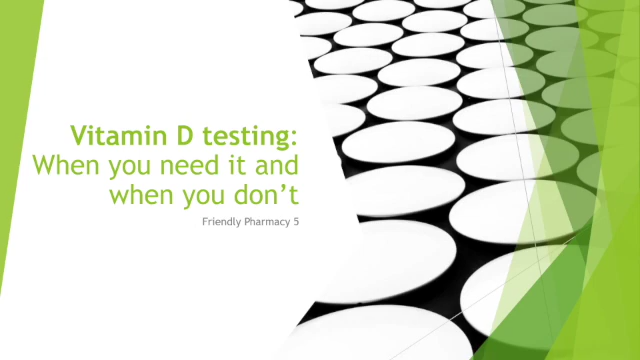 Vitamin D testing:
When you need it and
when you don’t
Friendly Pharmacy 5